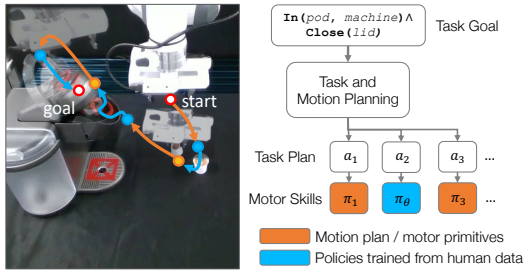 goal
start
In(pod, machine)∧
Close(lid)
Task Goal
Task and
Motion Planning
Task Plan
a₁
a₂
a₃
...
Motor Skills
π₁
πθ
π₃
...
Motion plan / motor primitives
Policies trained from human data